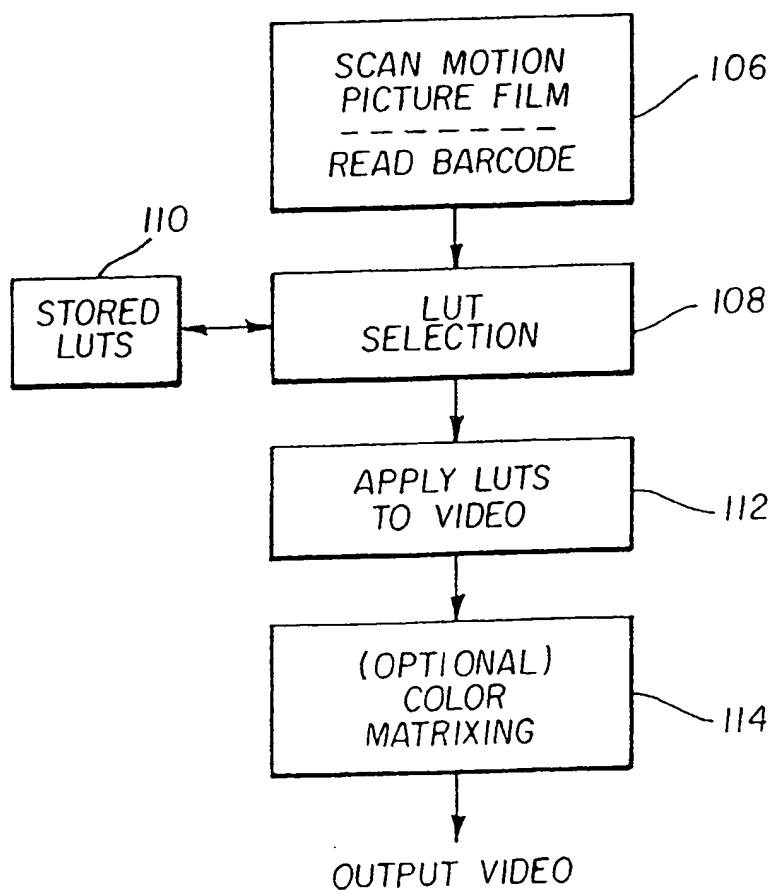 SCAN MOTION
PICTURE FILM
READ BARCODE
106
110
STORED
LUTS
LUT
SELECTION
108
APPLY LUTS
TO VIDEO
112
(OPTIONAL)
COLOR
MATRIXING
114
OUTPUT VIDEO